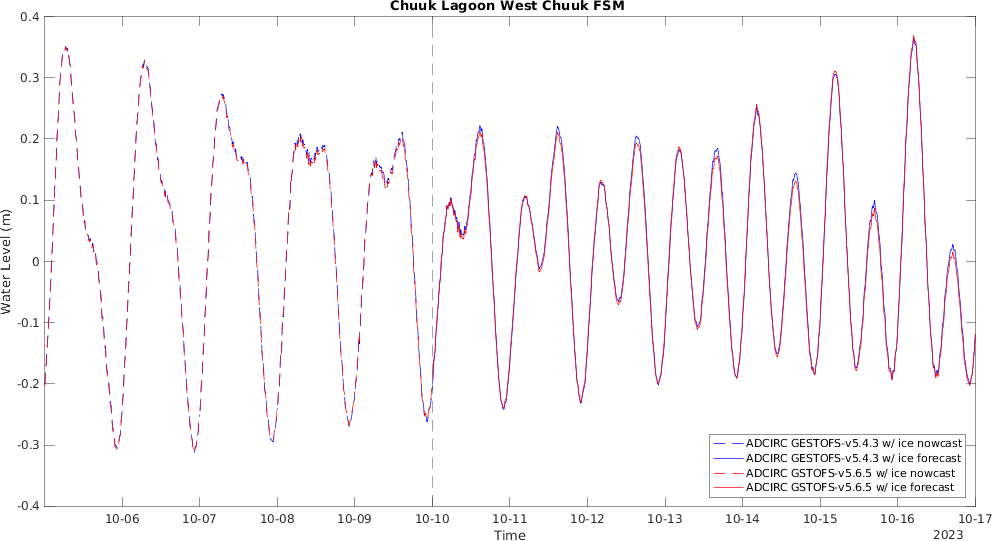 Chuuk Lagoon West Chuuk FSM
0.4
0.3
0.2
0.1
0
-0.1
-0.2
-0.3
-0.4
Water Level (m)
10-06 10-07 10-08 10-09 10-10 10-11 10-12 10-13 10-14 10-15 10-16 10-17
Time
2023
ADCIRC GESTOFS-v5.4.3 w/ ice nowcast
ADCIRC GESTOFS-v5.4.3 w/ ice forecast
ADCIRC GSTOFS-v5.6.5 w/ ice nowcast
ADCIRC GSTOFS-v5.6.5 w/ ice forecast